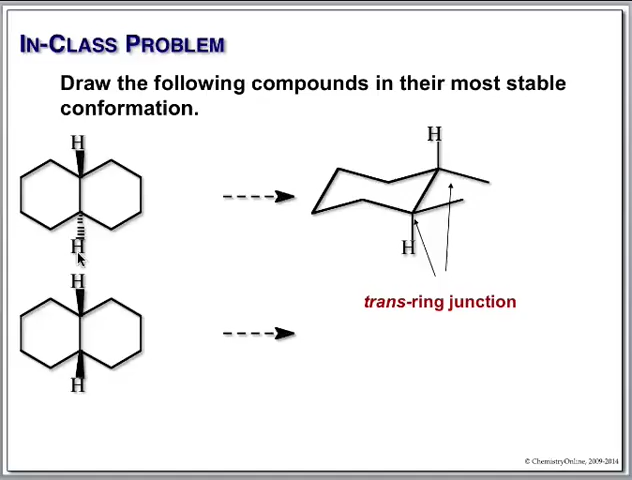 IN-CLASS PROBLEM
Draw the following compounds in their most stable
conformation.
H
H
H
H
trans-ring junction
H
H
© ChemistryOnline, 2009-2014